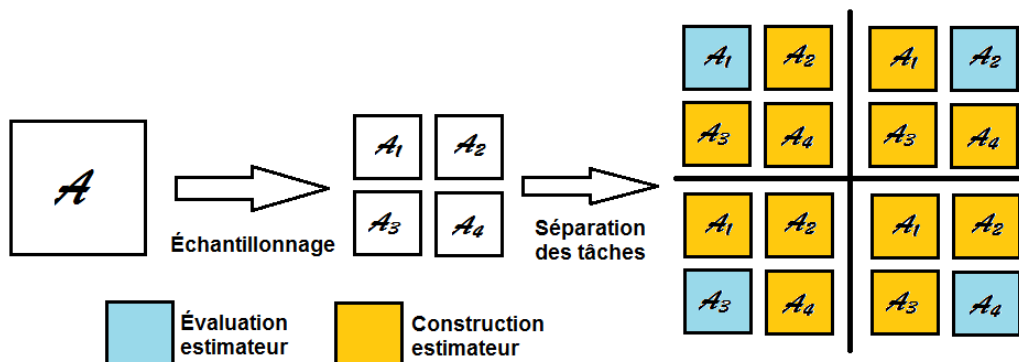 A₁ A₂ A₁ A₂
A A₁ A₂ A₃ A₄ A₃ A₄
Échantillonnage A₃ A₄ Séparation
des tâches A₁ A₂ A₁ A₂
A₃ A₄ A₃ A₄
Évaluation
estimateur
Construction
estimateur